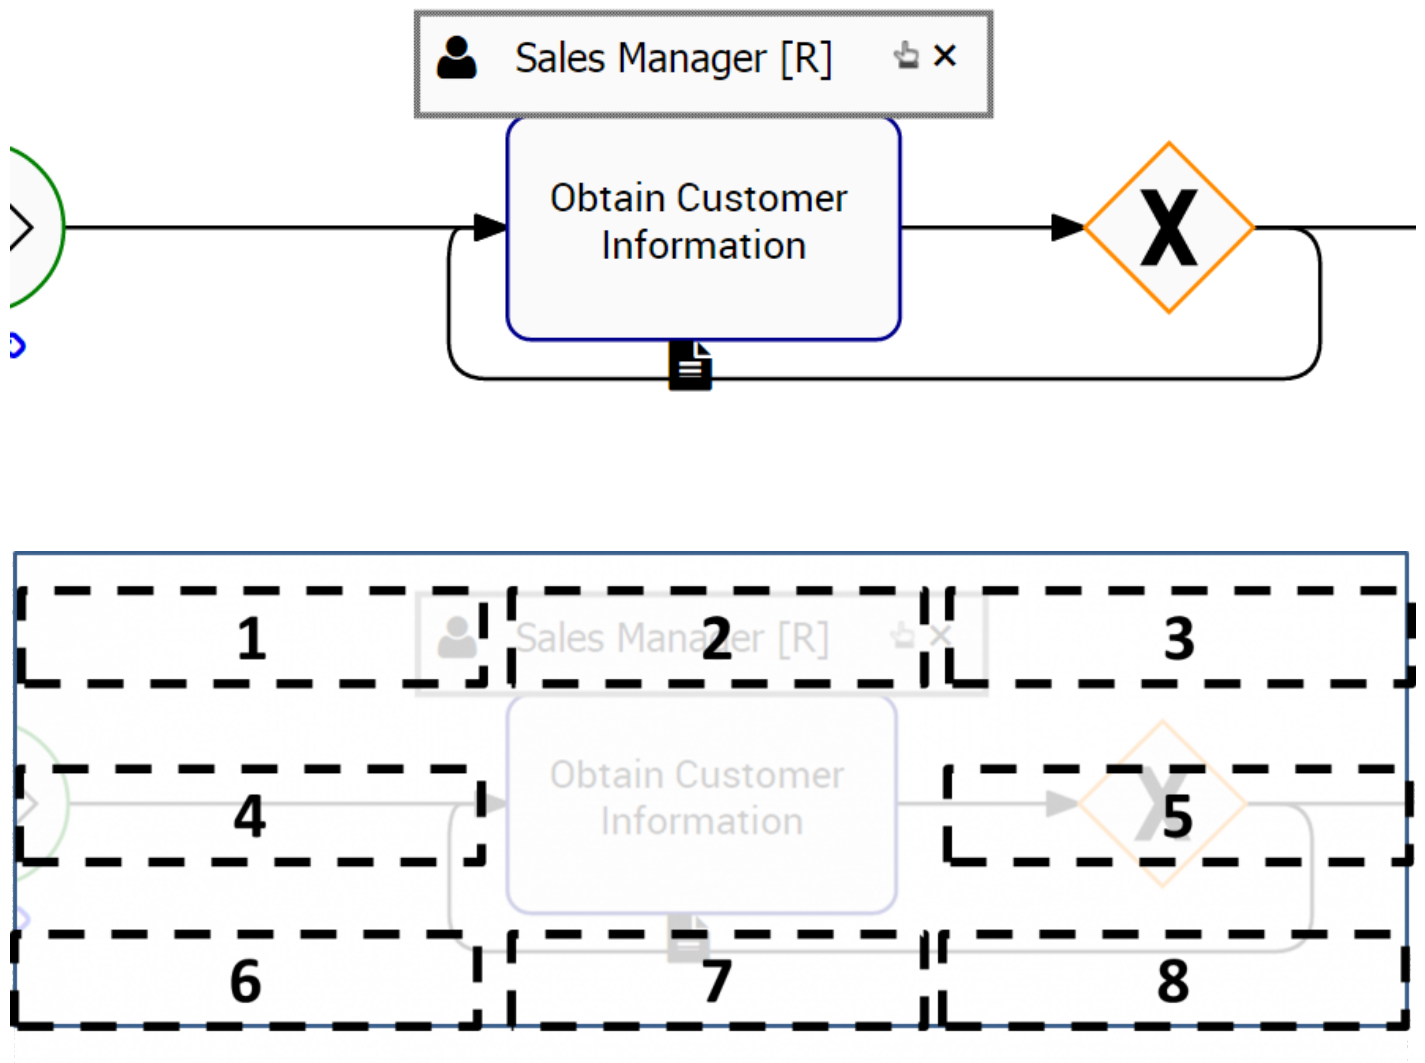 Sales Manager [R]
Obtain Customer
Information
X
1 2 3
Sales Manager [R]
Obtain Customer
Information
4 X 5
6 7 8